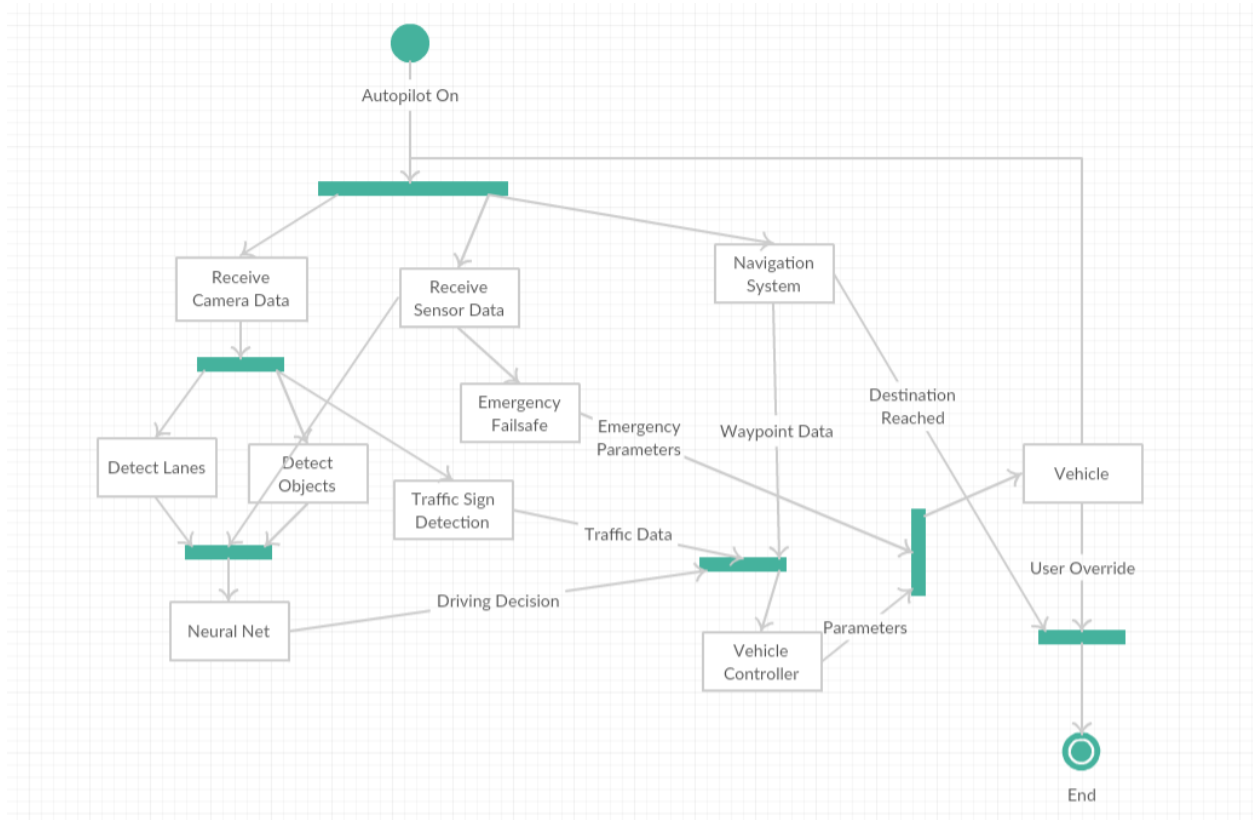 Autopilot On
Receive
Camera Data
Receive
Sensor Data
Navigation
System
Emergency
Failsafe
Destination
Reached
Emergency
Parameters
Waypoint Data
Detect Lanes
Detect
Objects
Vehicle
Traffic Sign
Detection
Traffic Data
User Override
Driving Decision
Neural Net
Parameters
Vehicle
Controller
End